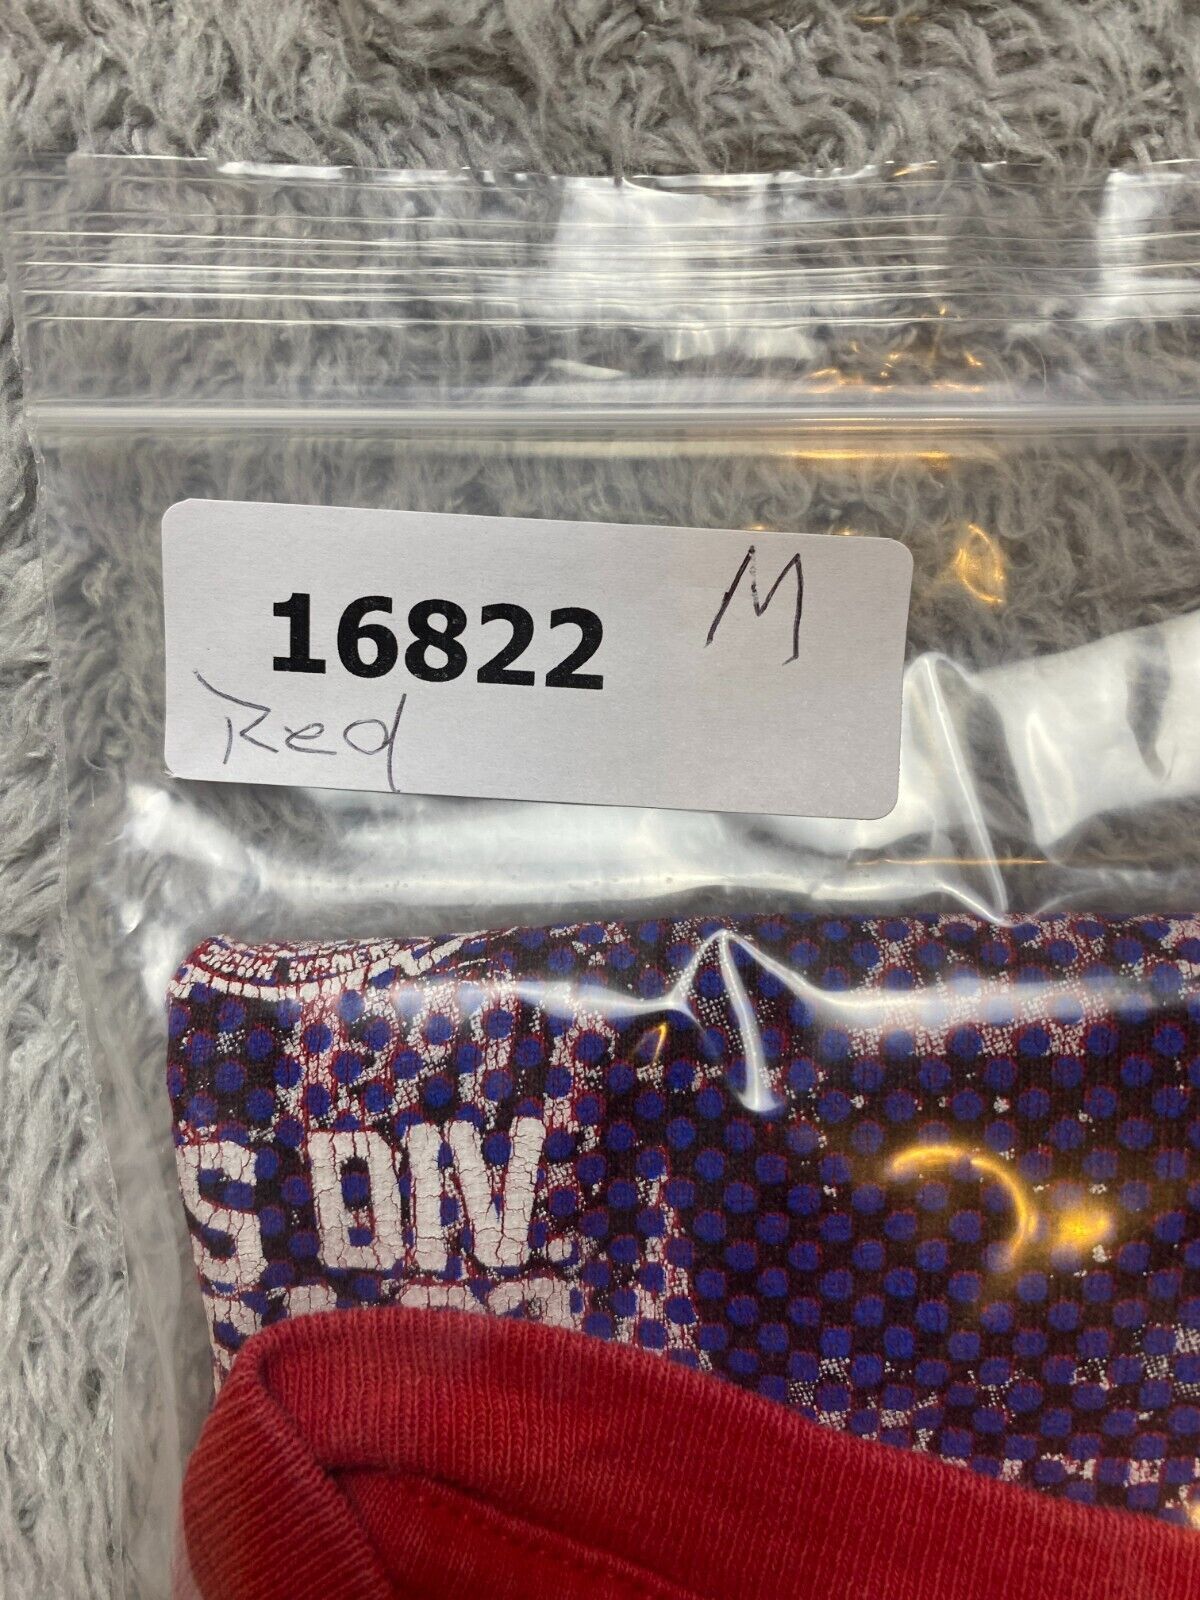 M
16822
Red
S DIV.